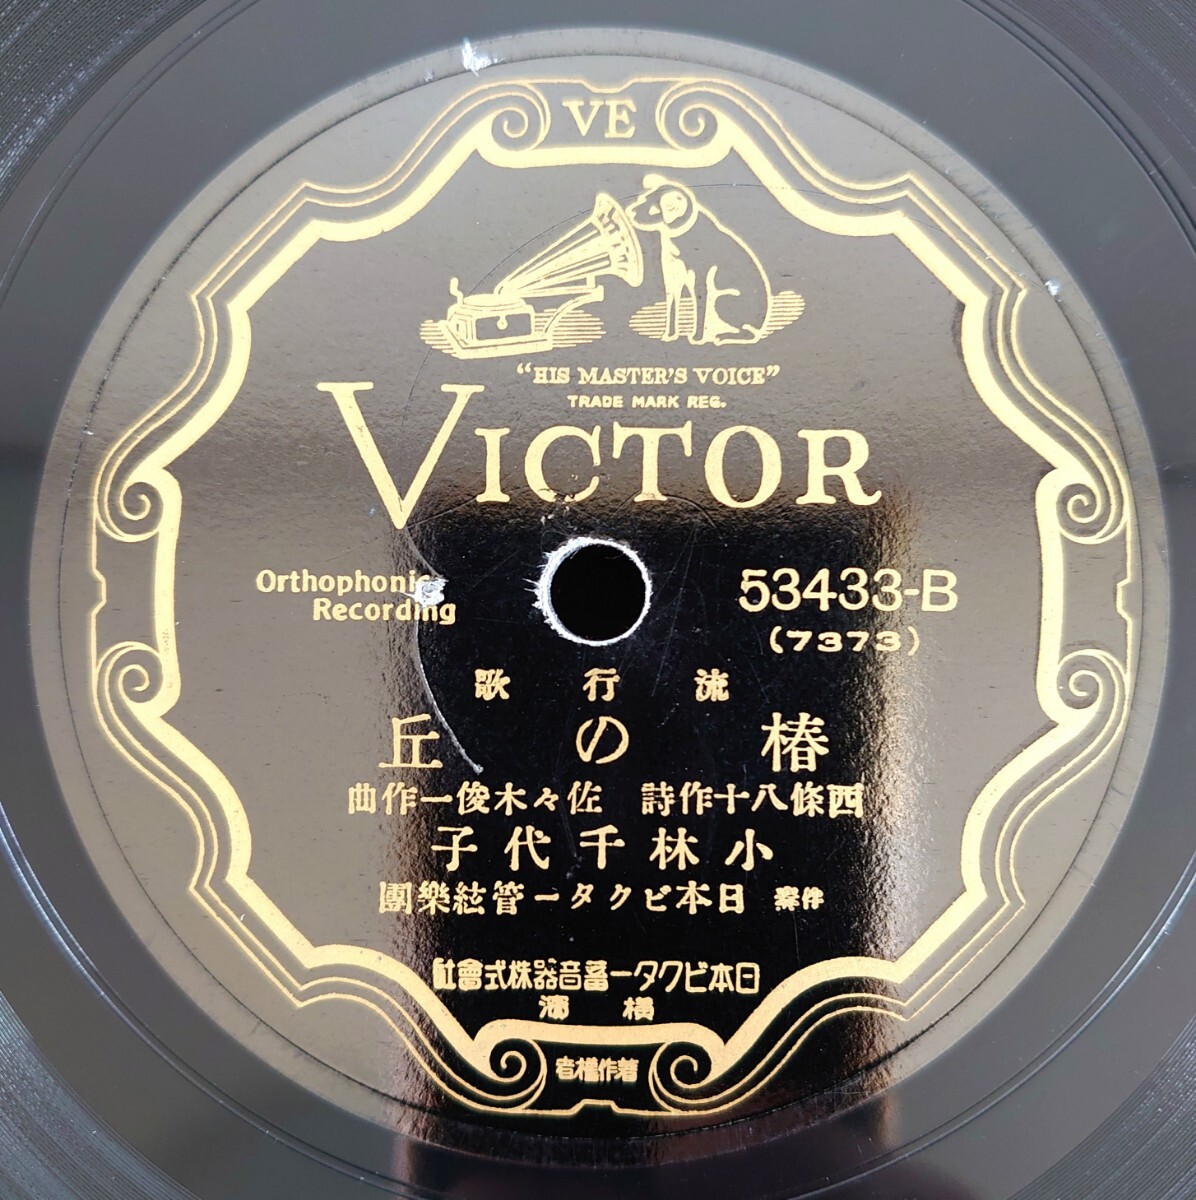 VE
"HIS MASTER'S VOICE"
TRADE MARK REG.
VICTOR
Orthophonic
Recording
53433-B
(7373)
流行歌
椿の丘
西條八十作詩 佐々木俊一作曲
小林千代子
伴奏 日本ビクター管絃樂團
日本ビクター蓄音器株式會社
橫濱
著作權者